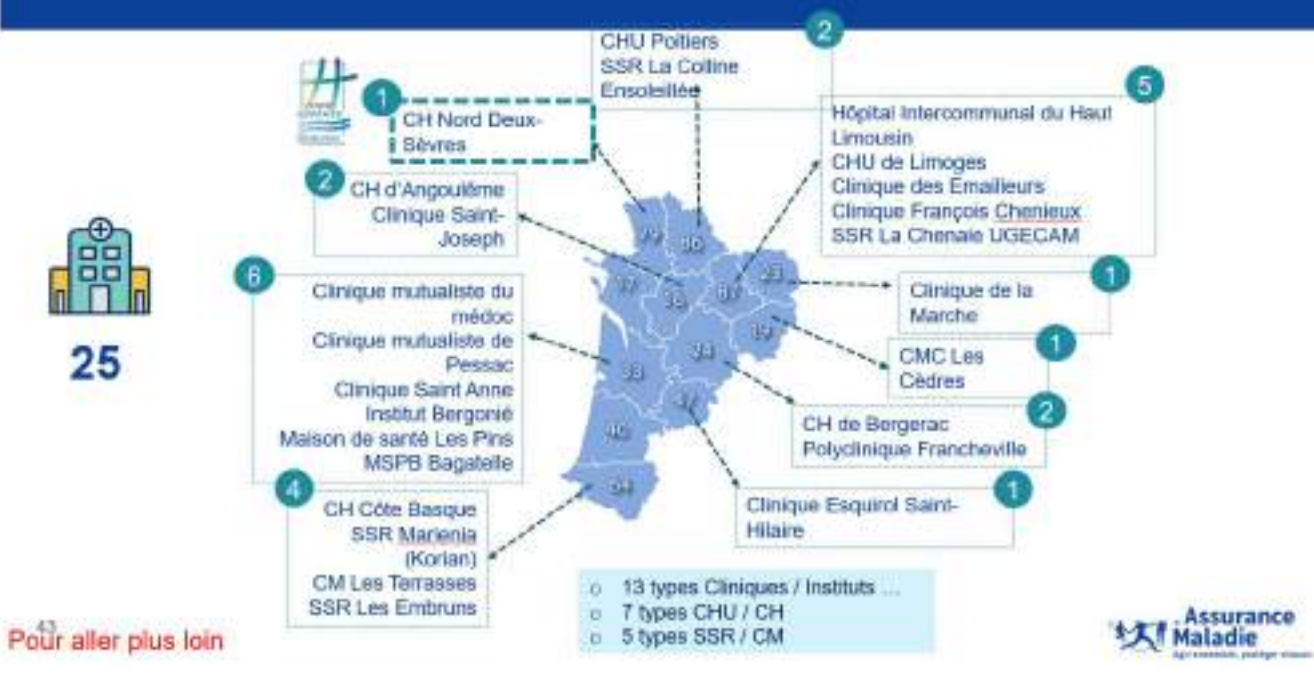 2
CHU Poitiers
SSR La Colline
Ensoleillée
1
CH Nord Deux-
Sèvres
5
Hôpital Intercommunal du Haut
Limousin
CHU de Limoges
Clinique des Emailleurs
Clinique François Chenieux
SSR La Chenaie UGECAM
2
CH d'Angoulême
Clinique Saint-
Joseph
6
Clinique mutualiste du
médoc
Clinique mutualiste de
Pessac
Clinique Saint Anne
Institut Bergonié
Maison de santé Les Pins
MSPB Bagatelle
25
79
86
17
16
87
23
19
24
33
47
40
64
1
Clinique de la
Marche
1
CMC Les
Cèdres
2
CH de Bergerac
Polyclinique Francheville
1
Clinique Esquirol Saint-
Hilaire
4
CH Côte Basque
SSR Marienia
(Korian)
CM Les Terrasses
SSR Les Embruns
13 types Cliniques / Instituts ...
7 types CHU / CH
5 types SSR / CM
43
Pour aller plus loin
Assurance
Maladie